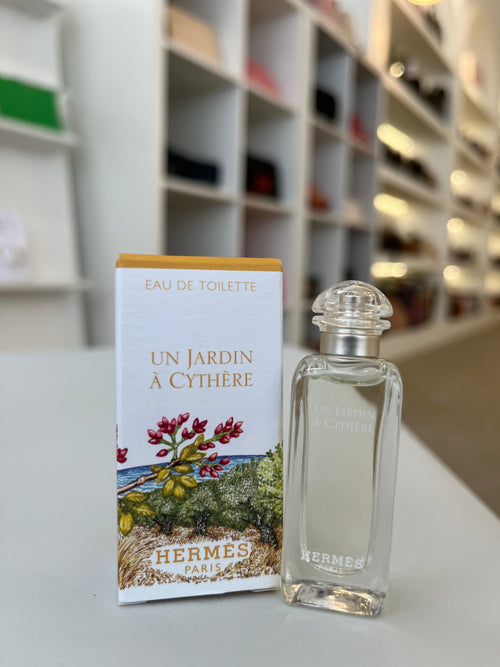 EAU DE TOILETTE
UN JARDIN
À CYTHÈRE
HERMÈS
PARIS
UN JARDIN
À CYTHÈRE
HERMÈS